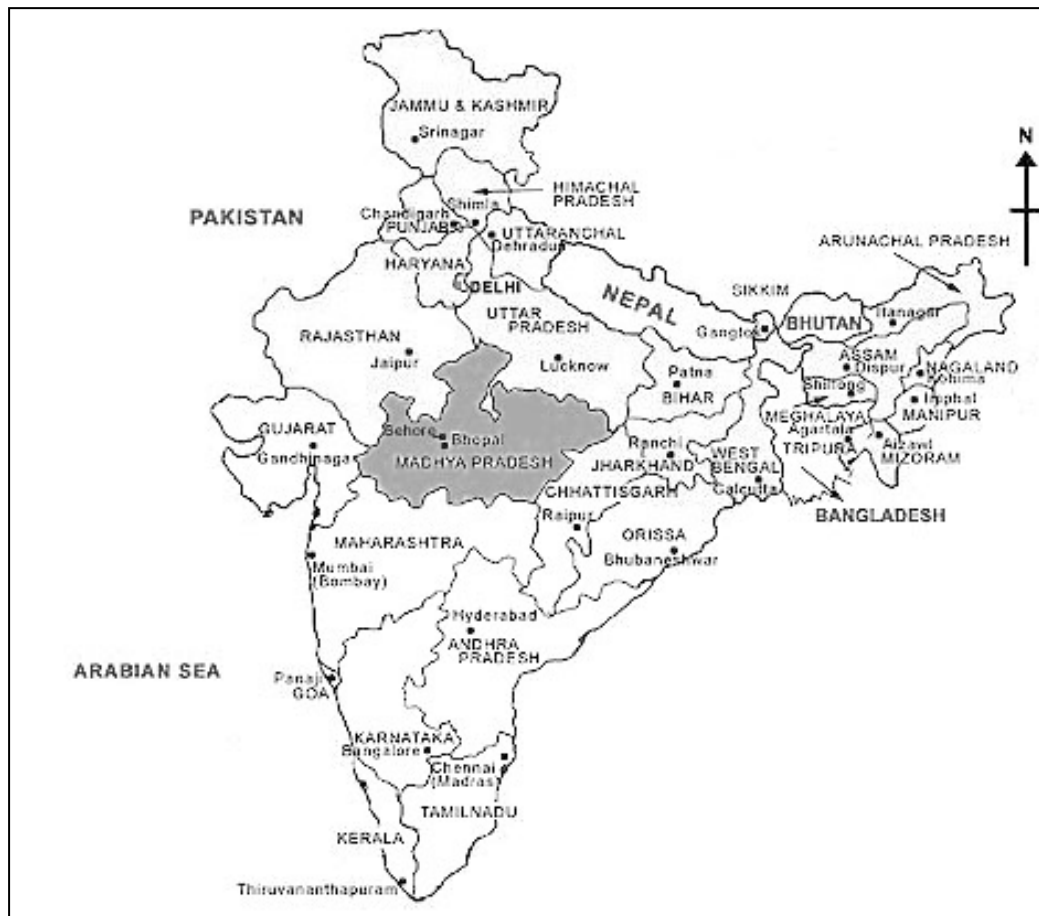 JAMMU & KASHMIR
Srinagar
N
HIMACHAL
PRADESH
PAKISTAN
Shimla
Chandigarh
PUNJAB
UTTARANCHAL
Dehradun
ARUNACHAL PRADESH
HARYANA
DELHI
SIKKIM
NEPAL
UTTAR
PRADESH
Itanagar
BHUTAN
Gangtok
RAJASTHAN
Jaipur
Lucknow
ASSAM
Dispur
NAGALAND
Kohima
Patna
BIHAR
Shillong
Imphal
MANIPUR
MEGHALAYA
Agartala
TRIPURA
Aizawl
MIZORAM
GUJARAT
Gandhinagar
Sehore
Bhopal
MADHYA PRADESH
Ranchi
JHARKHAND
WEST
BENGAL
Calcutta
CHHATTISGARH
Raipur
BANGLADESH
MAHARASHTRA
ORISSA
Bhubaneshwar
Mumbai
(Bombay)
Hyderabad
ANDHRA
PRADESH
ARABIAN SEA
Panaji
GOA
KARNATAKA
Bangalore
Chennai
(Madras)
TAMILNADU
KERALA
Thiruvananthapuram